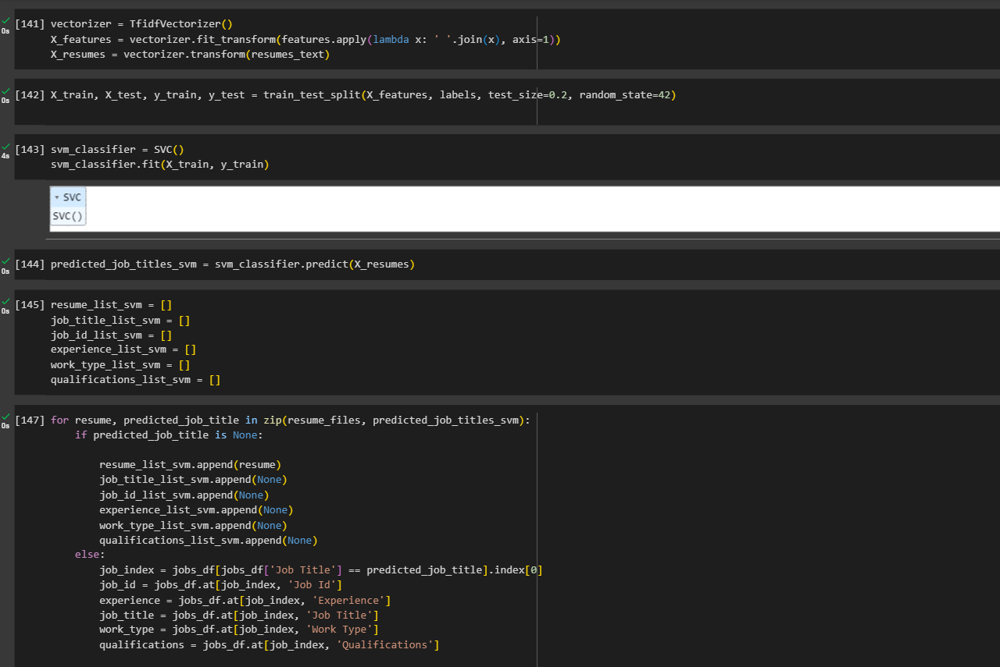 [141] vectorizer = TfidfVectorizer()
X_features = vectorizer.fit_transform(features.apply(lambda x: ' '.join(x), axis=1))
0s
X_resumes = vectorizer.transform(resumes_text)
[142] X_train, X_test, y_train, y_test = train_test_split(X_features, labels, test_size=0.2, random_state=42)
0s
[143] svm_classifier = SVC()
4s
svm_classifier.fit(X_train, y_train)
▾ SVC
SVC()
[144] predicted_job_titles_svm = svm_classifier.predict(X_resumes)
0s
[145] resume_list_svm = []
0s
job_title_list_svm = []
job_id_list_svm = []
experience_list_svm = []
work_type_list_svm = []
qualifications_list_svm = []
[147] for resume, predicted_job_title in zip(resume_files, predicted_job_titles_svm):
0s
if predicted_job_title is None:
resume_list_svm.append(resume)
job_title_list_svm.append(None)
job_id_list_svm.append(None)
experience_list_svm.append(None)
work_type_list_svm.append(None)
qualifications_list_svm.append(None)
else:
job_index = jobs_df[jobs_df['Job Title'] == predicted_job_title].index[0]
job_id = jobs_df.at[job_index, 'Job Id']
experience = jobs_df.at[job_index, 'Experience']
job_title = jobs_df.at[job_index, 'Job Title']
work_type = jobs_df.at[job_index, 'Work Type']
qualifications = jobs_df.at[job_index, 'Qualifications']